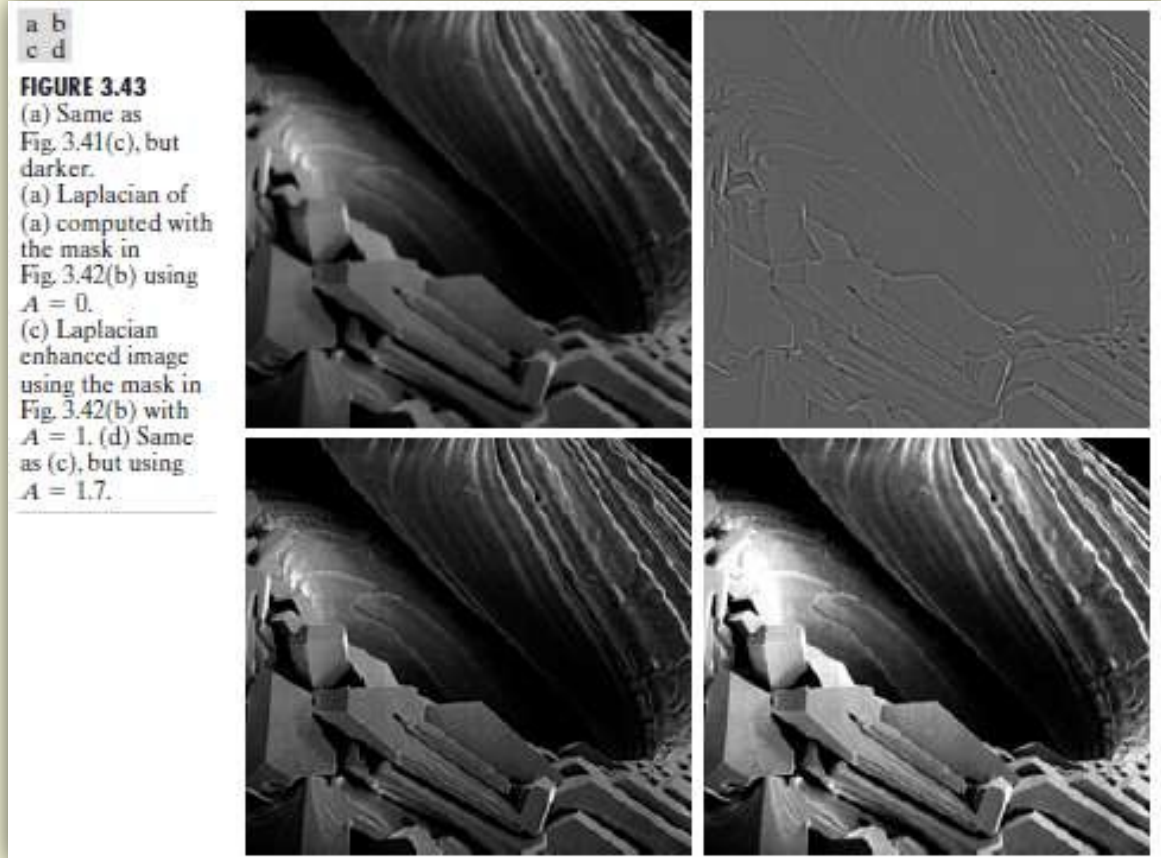 a b
c d
FIGURE 3.43
(a) Same as
Fig. 3.41(c), but
darker.
(a) Laplacian of
(a) computed with
the mask in
Fig. 3.42(b) using
A = 0.
(c) Laplacian
enhanced image
using the mask in
Fig. 3.42(b) with
A = 1. (d) Same
as (c), but using
A = 1.7.